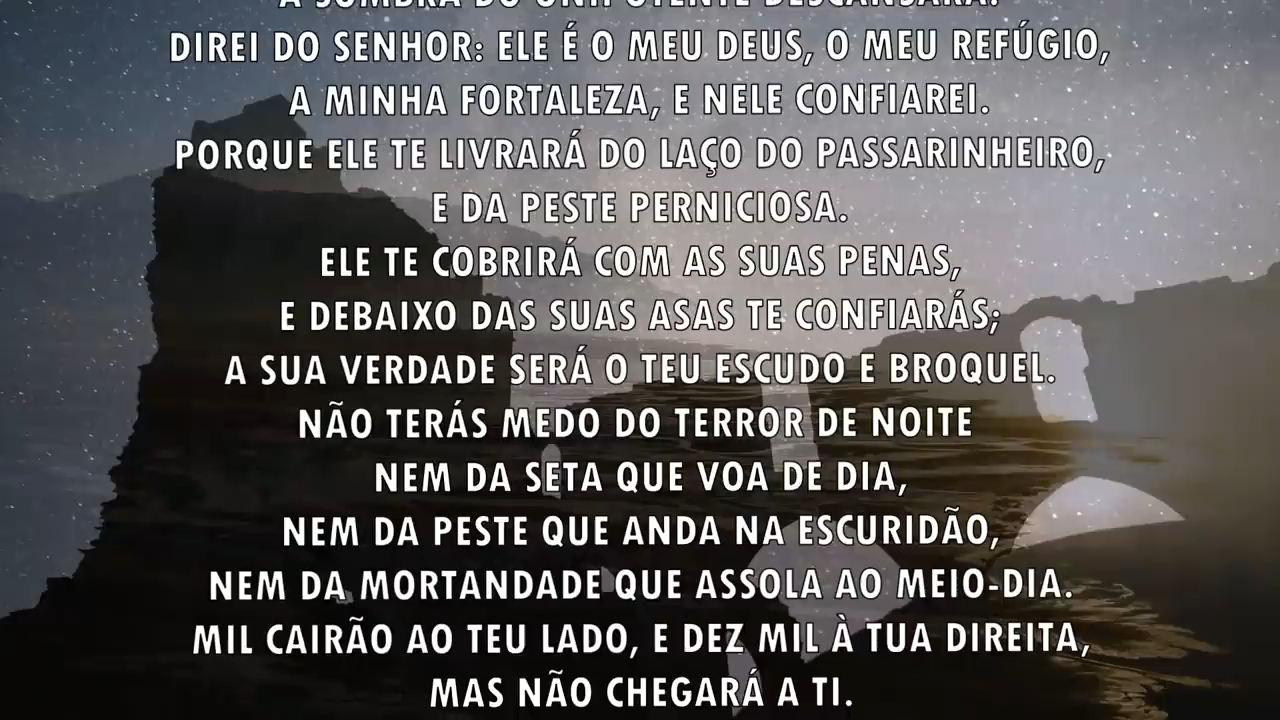 A SOMBRA DO ONIPOTENTE DESCANSARÁ.
DIREI DO SENHOR: ELE É O MEU DEUS, O MEU REFÚGIO,
A MINHA FORTALEZA, E NELE CONFIAREI.
PORQUE ELE TE LIVRARÁ DO LAÇO DO PASSARINHEIRO,
E DA PESTE PERNICIOSA.
ELE TE COBRIRÁ COM AS SUAS PENAS,
E DEBAIXO DAS SUAS ASAS TE CONFIARÁS;
A SUA VERDADE SERÁ O TEU ESCUDO E BROQUEL.
NÃO TERÁS MEDO DO TERROR DE NOITE
NEM DA SETA QUE VOA DE DIA,
NEM DA PESTE QUE ANDA NA ESCURIDÃO,
NEM DA MORTANDADE QUE ASSOLA AO MEIO-DIA.
MIL CAIRÃO AO TEU LADO, E DEZ MIL À TUA DIREITA,
MAS NÃO CHEGARÁ A TI.